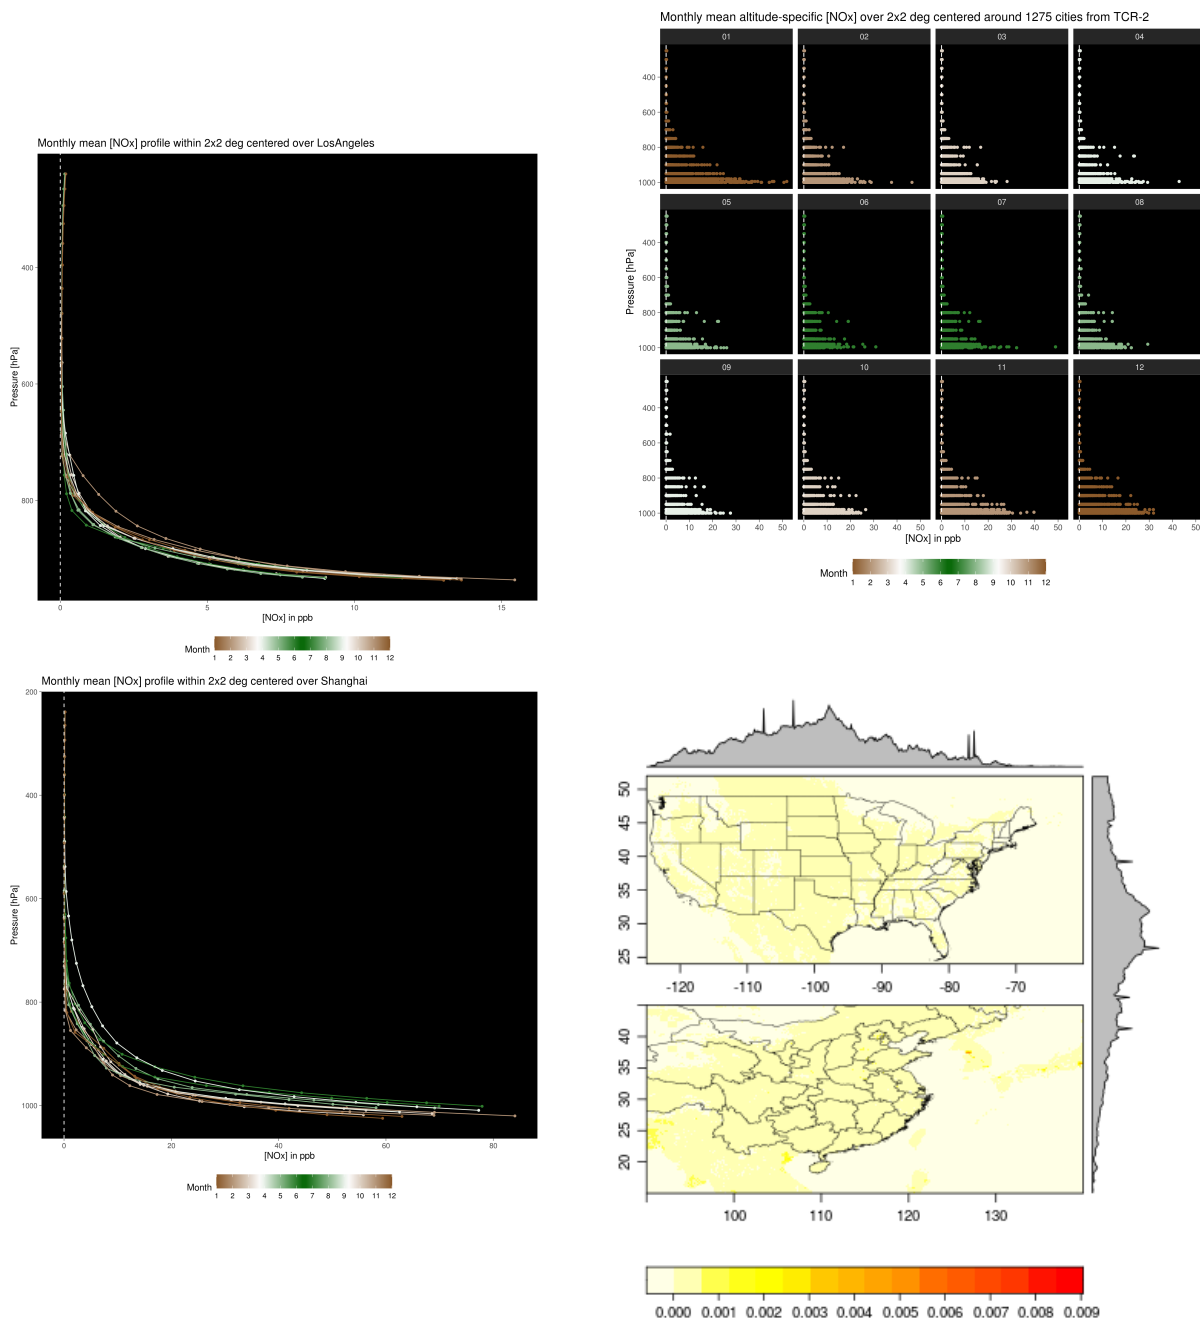 Monthly mean altitude-specific [NOx] over 2x2 deg centered around 1275 cities from TCR-2
01 02 03 04
400
600
800
1000
05 06 07 08
400
600
800
1000
Pressure [hPa]
09 10 11 12
400
600
800
1000
0 10 20 30 40 50 0 10 20 30 40 50 0 10 20 30 40 50 0 10 20 30 40 50
[NOx] in ppb
Month
1 2 3 4 5 6 7 8 9 10 11 12
Monthly mean [NOx] profile within 2x2 deg centered over LosAngeles
400
600
800
Pressure [hPa]
0 5 10 15
[NOx] in ppb
Month
1 2 3 4 5 6 7 8 9 10 11 12
Monthly mean [NOx] profile within 2x2 deg centered over Shanghai
200
400
600
800
1000
Pressure [hPa]
0 20 40 60 80
[NOx] in ppb
Month
1 2 3 4 5 6 7 8 9 10 11 12
50
45
40
35
30
25
-120 -110 -100 -90 -80 -70
40
35
30
25
20
100 110 120 130
0.000 0.001 0.002 0.003 0.004 0.005 0.006 0.007 0.008 0.009